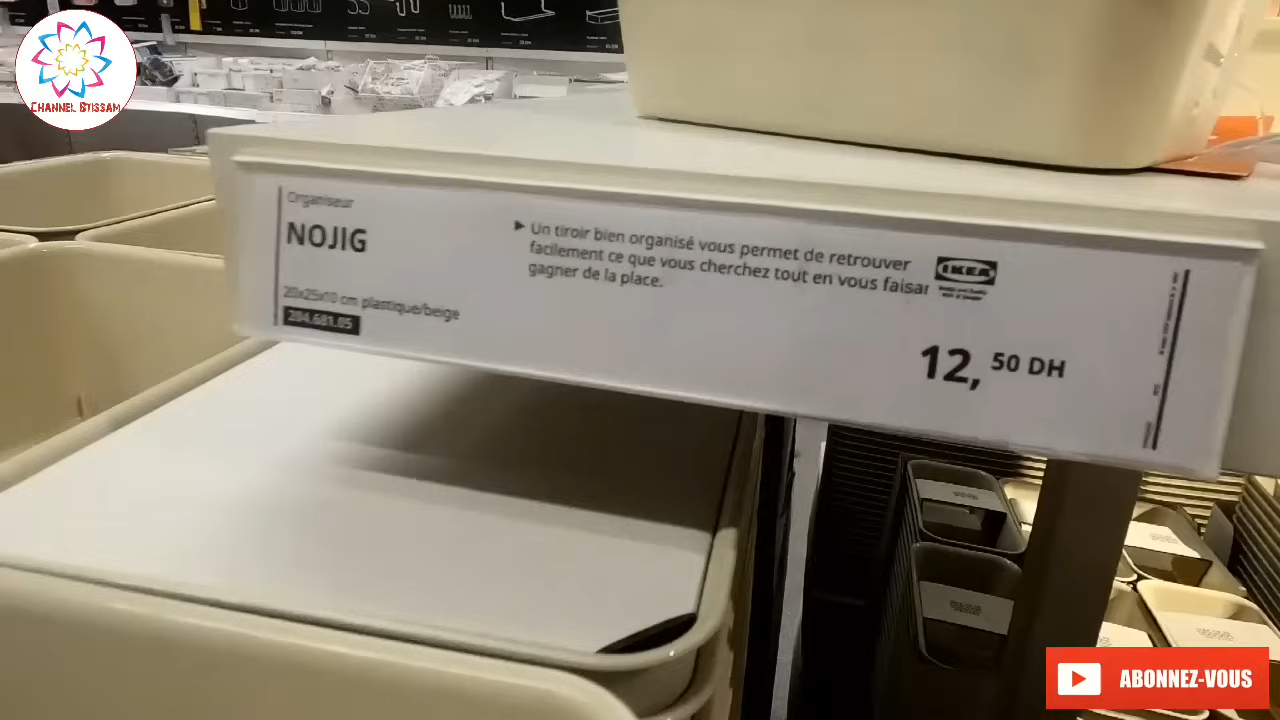 CHANNEL BTISSAM
Organiseur
NOJIG
20x25x10 cm plastique/beige
204.681.05
▶ Un tiroir bien organisé vous permet de retrouver
facilement ce que vous cherchez tout en vous faisan
gagner de la place.
IKEA
12,50 DH
ABONNEZ-VOUS